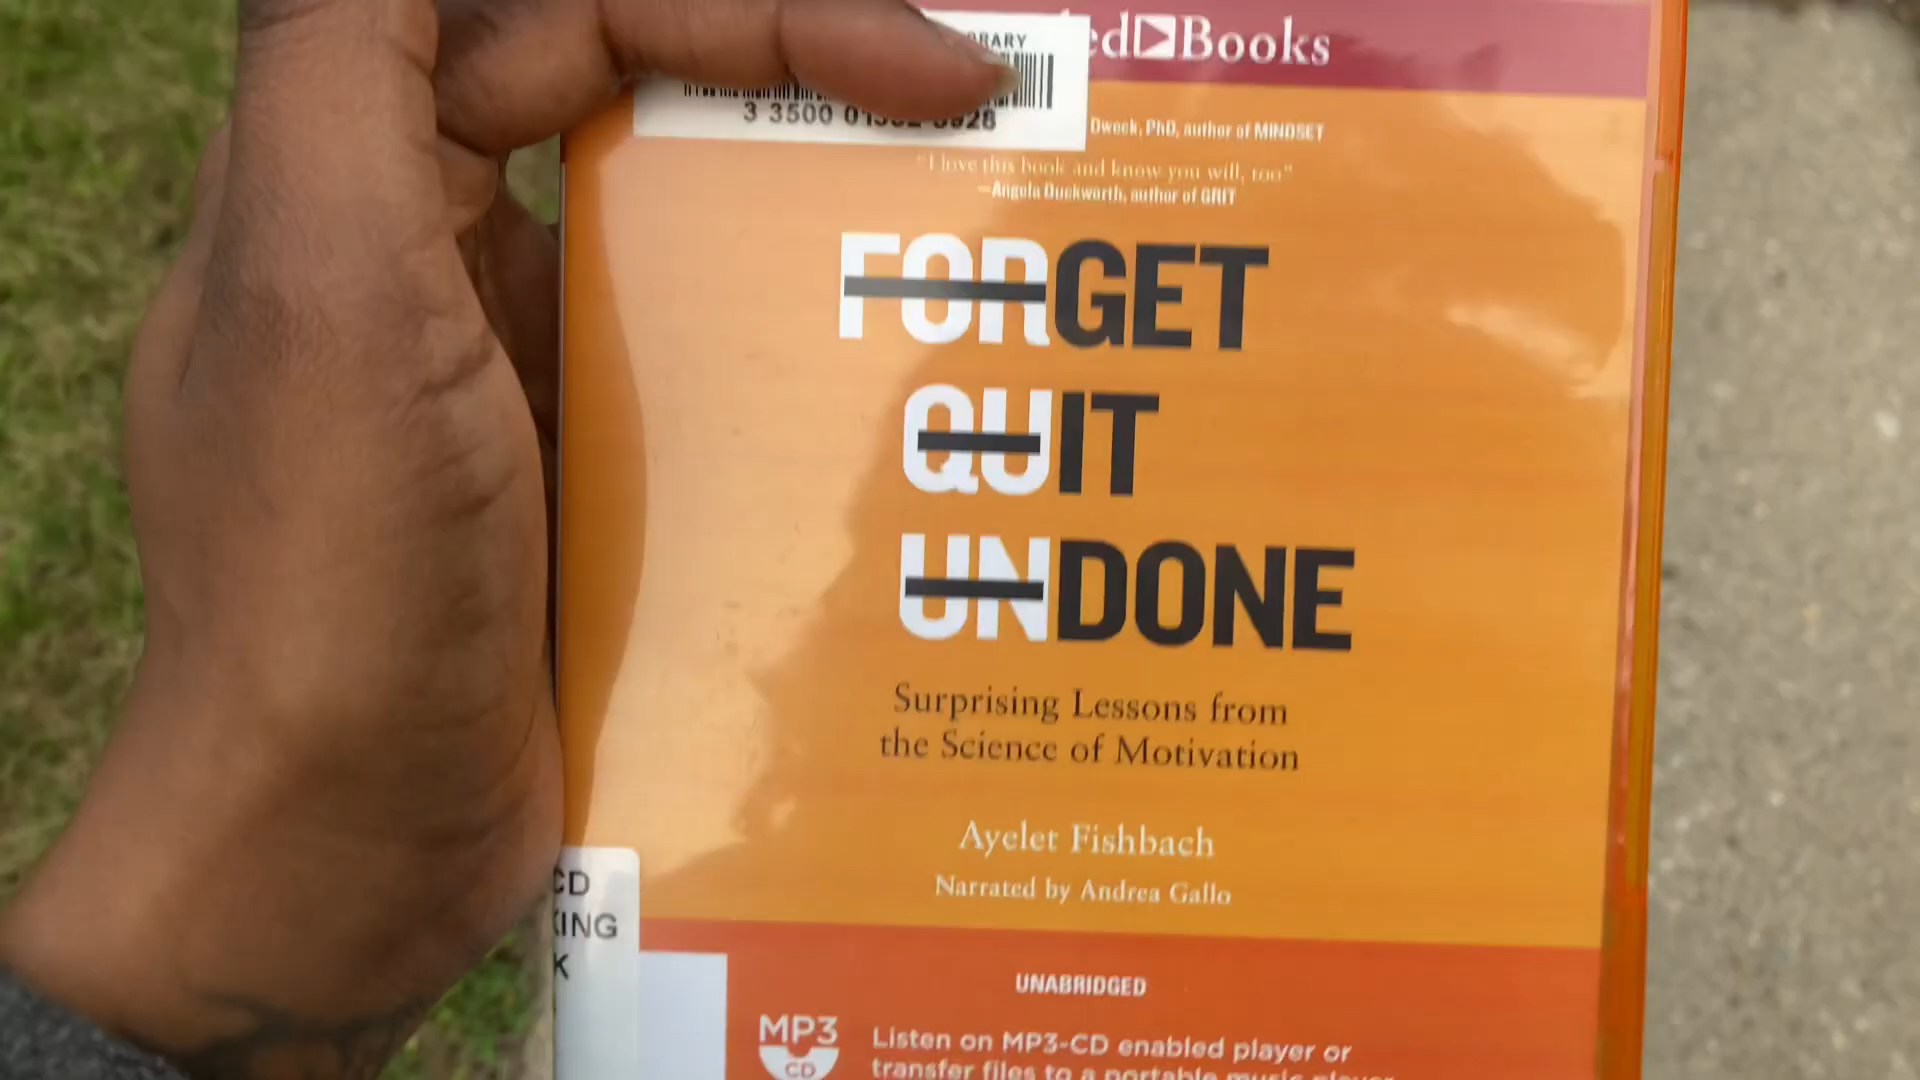 ed Books
RARY
3 3500
Dweck, PhD, author of MINDSET
"I love this book and know you will, too"
—Angela Duckworth, author of GRIT
FORGET
QUIT
UNDONE
Surprising Lessons from
the Science of Motivation
Ayelet Fishbach
Narrated by Andrea Gallo
CD
KING
K
UNABRIDGED
MP3
CD
Listen on MP3-CD enabled player or
transfer files to a portable music player